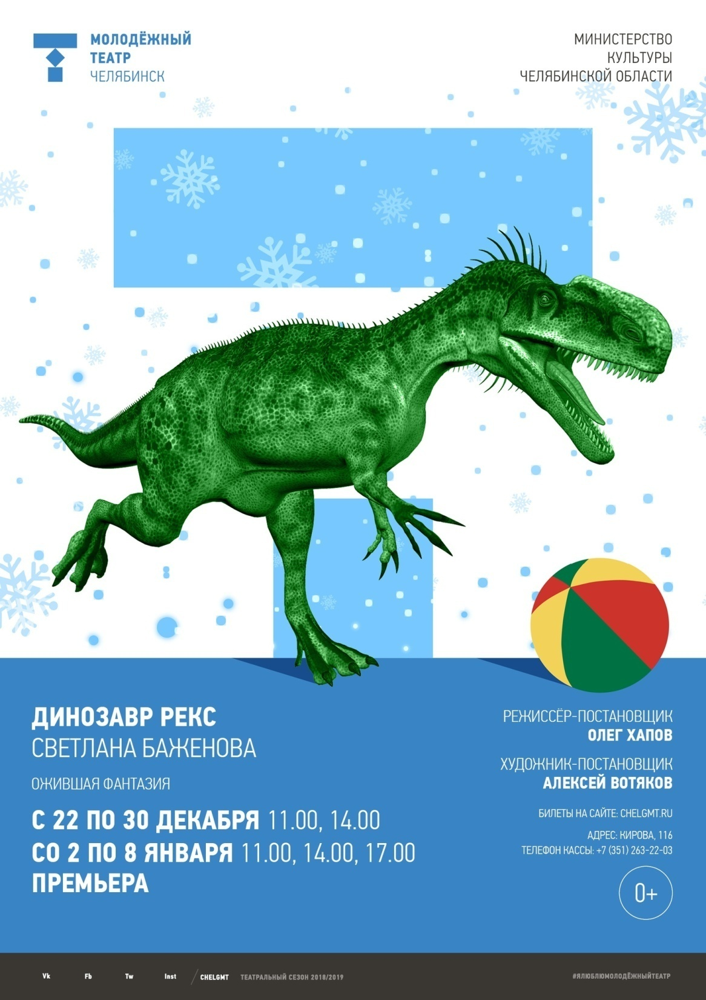 МОЛОДЁЖНЫЙ
ТЕАТР
ЧЕЛЯБИНСК
МИНИСТЕРСТВО
КУЛЬТУРЫ
ЧЕЛЯБИНСКОЙ ОБЛАСТИ
ДИНОЗАВР РЕКС
СВЕТЛАНА БАЖЕНОВА
ОЖИВШАЯ ФАНТАЗИЯ
С 22 ПО 30 ДЕКАБРЯ 11.00, 14.00
СО 2 ПО 8 ЯНВАРЯ 11.00, 14.00, 17.00
ПРЕМЬЕРА
РЕЖИССЁР-ПОСТАНОВЩИК
ОЛЕГ ХАПОВ
ХУДОЖНИК-ПОСТАНОВЩИК
АЛЕКСЕЙ ВОТЯКОВ
БИЛЕТЫ НА САЙТЕ: CHELGMT.RU
АДРЕС: КИРОВА, 116
ТЕЛЕФОН КАССЫ: +7 (351) 263-22-03
0+
Vk Fb Tw Inst / CHELGMT ТЕАТРАЛЬНЫЙ СЕЗОН 2018/2019
#ЯЛЮБЛЮМОЛОДЁЖНЫЙТЕАТР